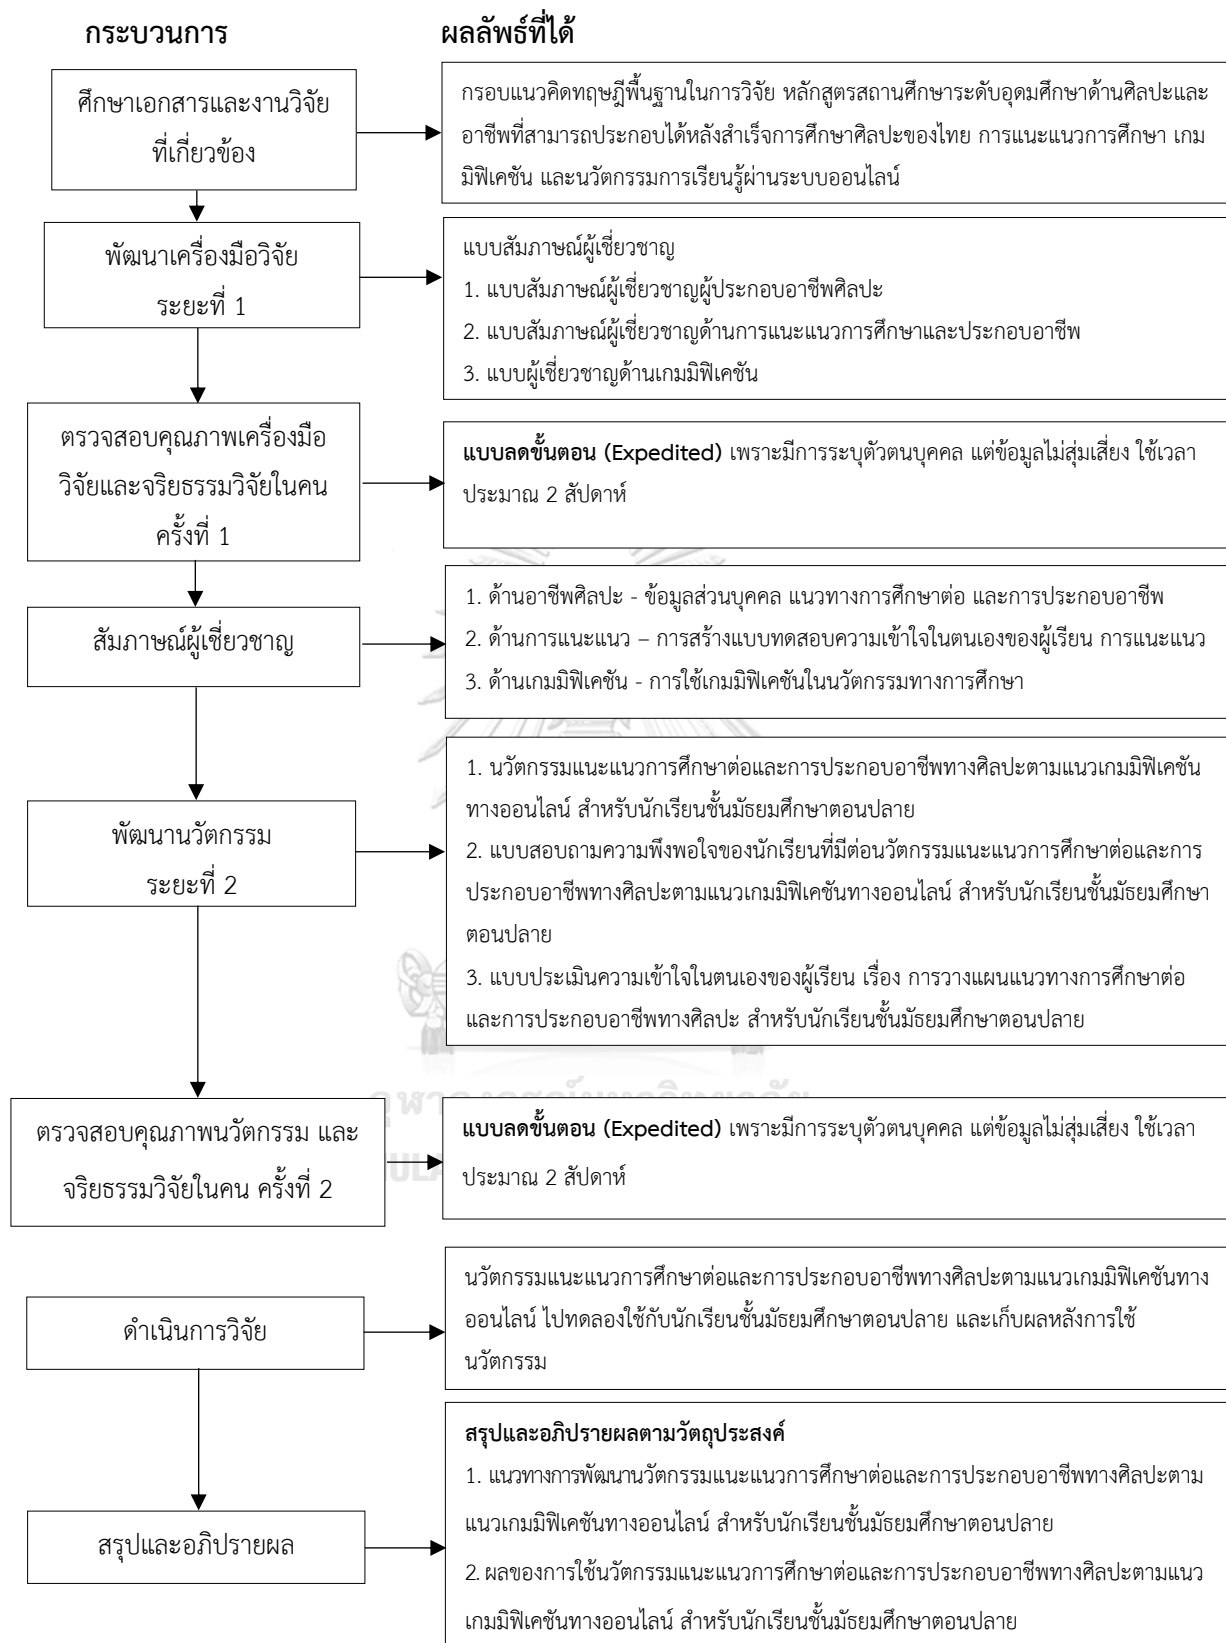 กระบวนการ
ผลลัพธ์ที่ได้
ศึกษาเอกสารและงานวิจัย
ที่เกี่ยวข้อง
กรอบแนวคิดทฤษฎีพื้นฐานในการวิจัย หลักสูตรสถานศึกษาระดับอุดมศึกษาด้านศิลปะและ
อาชีพที่สามารถประกอบได้หลังสำเร็จการศึกษาศิลปะของไทย การแนะแนวการศึกษา เกม
มิฟิเคชัน และนวัตกรรมการเรียนรู้ผ่านระบบออนไลน์
พัฒนาเครื่องมือวิจัย
ระยะที่ 1
แบบสัมภาษณ์ผู้เชี่ยวชาญ
1. แบบสัมภาษณ์ผู้เชี่ยวชาญผู้ประกอบอาชีพศิลปะ
2. แบบสัมภาษณ์ผู้เชี่ยวชาญด้านการแนะแนวการศึกษาและประกอบอาชีพ
3. แบบผู้เชี่ยวชาญด้านเกมมิฟิเคชัน
ตรวจสอบคุณภาพเครื่องมือ
วิจัยและจริยธรรมวิจัยในคน
ครั้งที่ 1
แบบลดขั้นตอน (Expedited) เพราะมีการระบุตัวตนบุคคล แต่ข้อมูลไม่สุ่มเสี่ยง ใช้เวลา
ประมาณ 2 สัปดาห์
สัมภาษณ์ผู้เชี่ยวชาญ
1. ด้านอาชีพศิลปะ - ข้อมูลส่วนบุคคล แนวทางการศึกษาต่อ และการประกอบอาชีพ
2. ด้านการแนะแนว – การสร้างแบบทดสอบความเข้าใจในตนเองของผู้เรียน การแนะแนว
3. ด้านเกมมิฟิเคชัน - การใช้เกมมิฟิเคชันในนวัตกรรมทางการศึกษา
พัฒนานวัตกรรม
ระยะที่ 2
1. นวัตกรรมแนะแนวการศึกษาต่อและการประกอบอาชีพทางศิลปะตามแนวเกมมิฟิเคชัน
ทางออนไลน์ สำหรับนักเรียนชั้นมัธยมศึกษาตอนปลาย
2. แบบสอบถามความพึงพอใจของนักเรียนที่มีต่อนวัตกรรมแนะแนวการศึกษาต่อและการ
ประกอบอาชีพทางศิลปะตามแนวเกมมิฟิเคชันทางออนไลน์ สำหรับนักเรียนชั้นมัธยมศึกษา
ตอนปลาย
3. แบบประเมินความเข้าใจในตนเองของผู้เรียน เรื่อง การวางแผนแนวทางการศึกษาต่อ
และการประกอบอาชีพทางศิลปะ สำหรับนักเรียนชั้นมัธยมศึกษาตอนปลาย
ตรวจสอบคุณภาพนวัตกรรม และ
จริยธรรมวิจัยในคน ครั้งที่ 2
แบบลดขั้นตอน (Expedited) เพราะมีการระบุตัวตนบุคคล แต่ข้อมูลไม่สุ่มเสี่ยง ใช้เวลา
ประมาณ 2 สัปดาห์
ดำเนินการวิจัย
นวัตกรรมแนะแนวการศึกษาต่อและการประกอบอาชีพทางศิลปะตามแนวเกมมิฟิเคชันทาง
ออนไลน์ ไปทดลองใช้กับนักเรียนชั้นมัธยมศึกษาตอนปลาย และเก็บผลหลังการใช้
นวัตกรรม
สรุปและอภิปรายผล
สรุปและอภิปรายผลตามวัตถุประสงค์
1. แนวทางการพัฒนานวัตกรรมแนะแนวการศึกษาต่อและการประกอบอาชีพทางศิลปะตาม
แนวเกมมิฟิเคชันทางออนไลน์ สำหรับนักเรียนชั้นมัธยมศึกษาตอนปลาย
2. ผลของการใช้นวัตกรรมแนะแนวการศึกษาต่อและการประกอบอาชีพทางศิลปะตามแนว
เกมมิฟิเคชันทางออนไลน์ สำหรับนักเรียนชั้นมัธยมศึกษาตอนปลาย